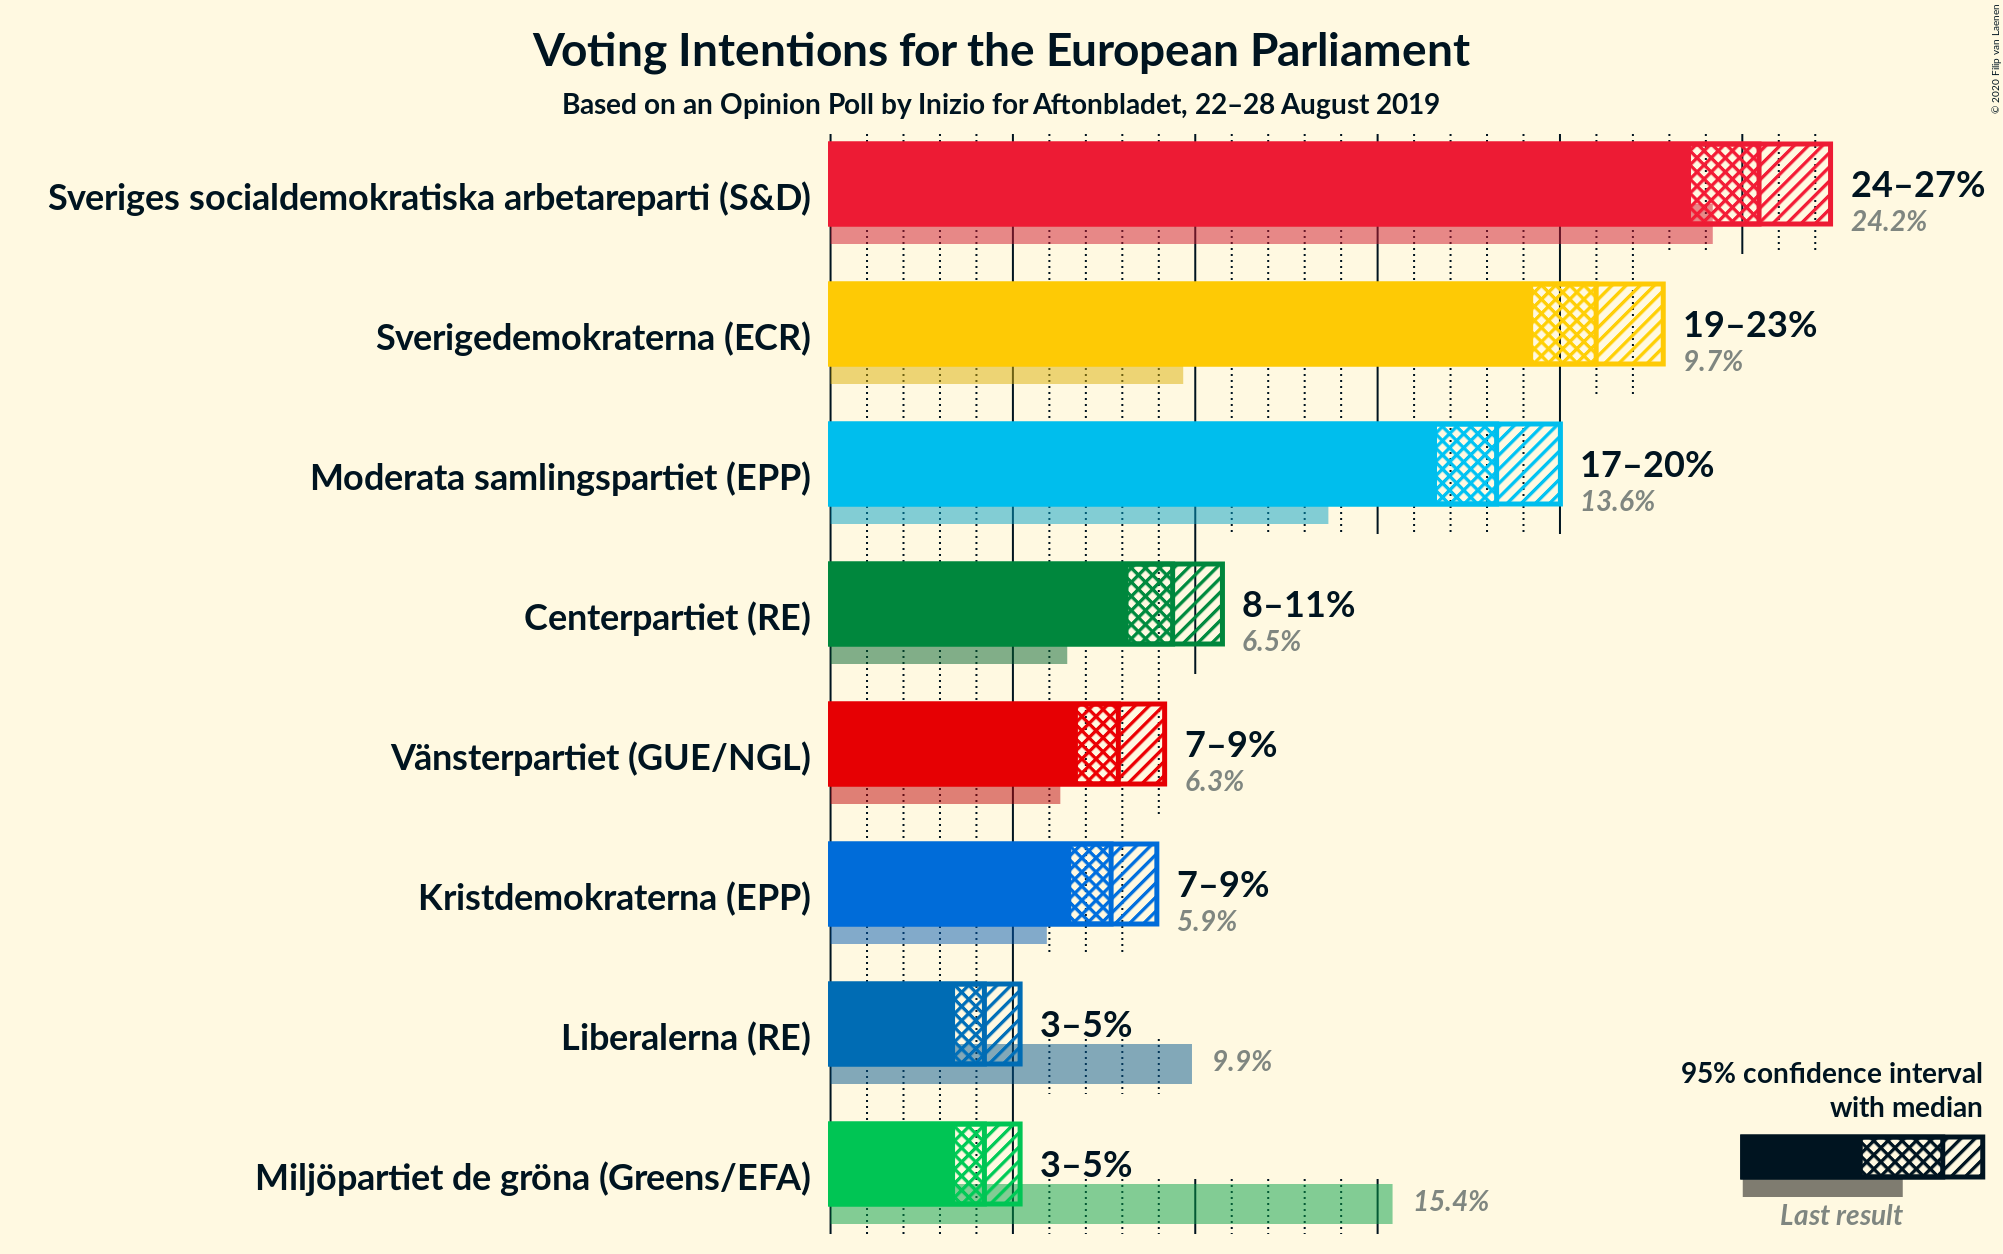 Voting Intentions for the European Parliament
Based on an Opinion Poll by Inizio for Aftonbladet, 22–28 August 2019
© 2020 Filip van Laenen
Sveriges socialdemokratiska arbetareparti (S&D)
24–27%
24.2%
Sverigedemokraterna (ECR)
19–23%
9.7%
Moderata samlingspartiet (EPP)
17–20%
13.6%
Centerpartiet (RE)
8–11%
6.5%
Vänsterpartiet (GUE/NGL)
7–9%
6.3%
Kristdemokraterna (EPP)
7–9%
5.9%
Liberalerna (RE)
3–5%
9.9%
Miljöpartiet de gröna (Greens/EFA)
3–5%
15.4%
95% confidence interval
with median
Last result